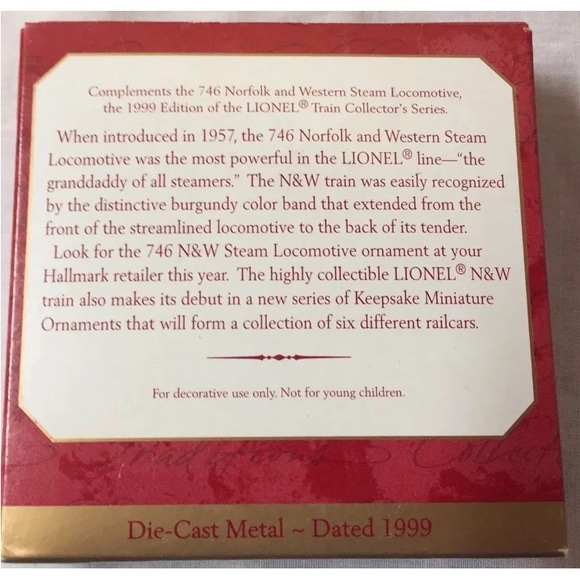 Complements the 746 Norfolk and Western Steam Locomotive,
the 1999 Edition of the LIONEL® Train Collector's Series.
When introduced in 1957, the 746 Norfolk and Western Steam
Locomotive was the most powerful in the LIONEL® line—"the
granddaddy of all steamers." The N&W train was easily recognized
by the distinctive burgundy color band that extended from the
front of the streamlined locomotive to the back of its tender.
Look for the 746 N&W Steam Locomotive ornament at your
Hallmark retailer this year. The highly collectible LIONEL® N&W
train also makes its debut in a new series of Keepsake Miniature
Ornaments that will form a collection of six different railcars.
For decorative use only. Not for young children.
Traditions
Die-Cast Metal ~ Dated 1999